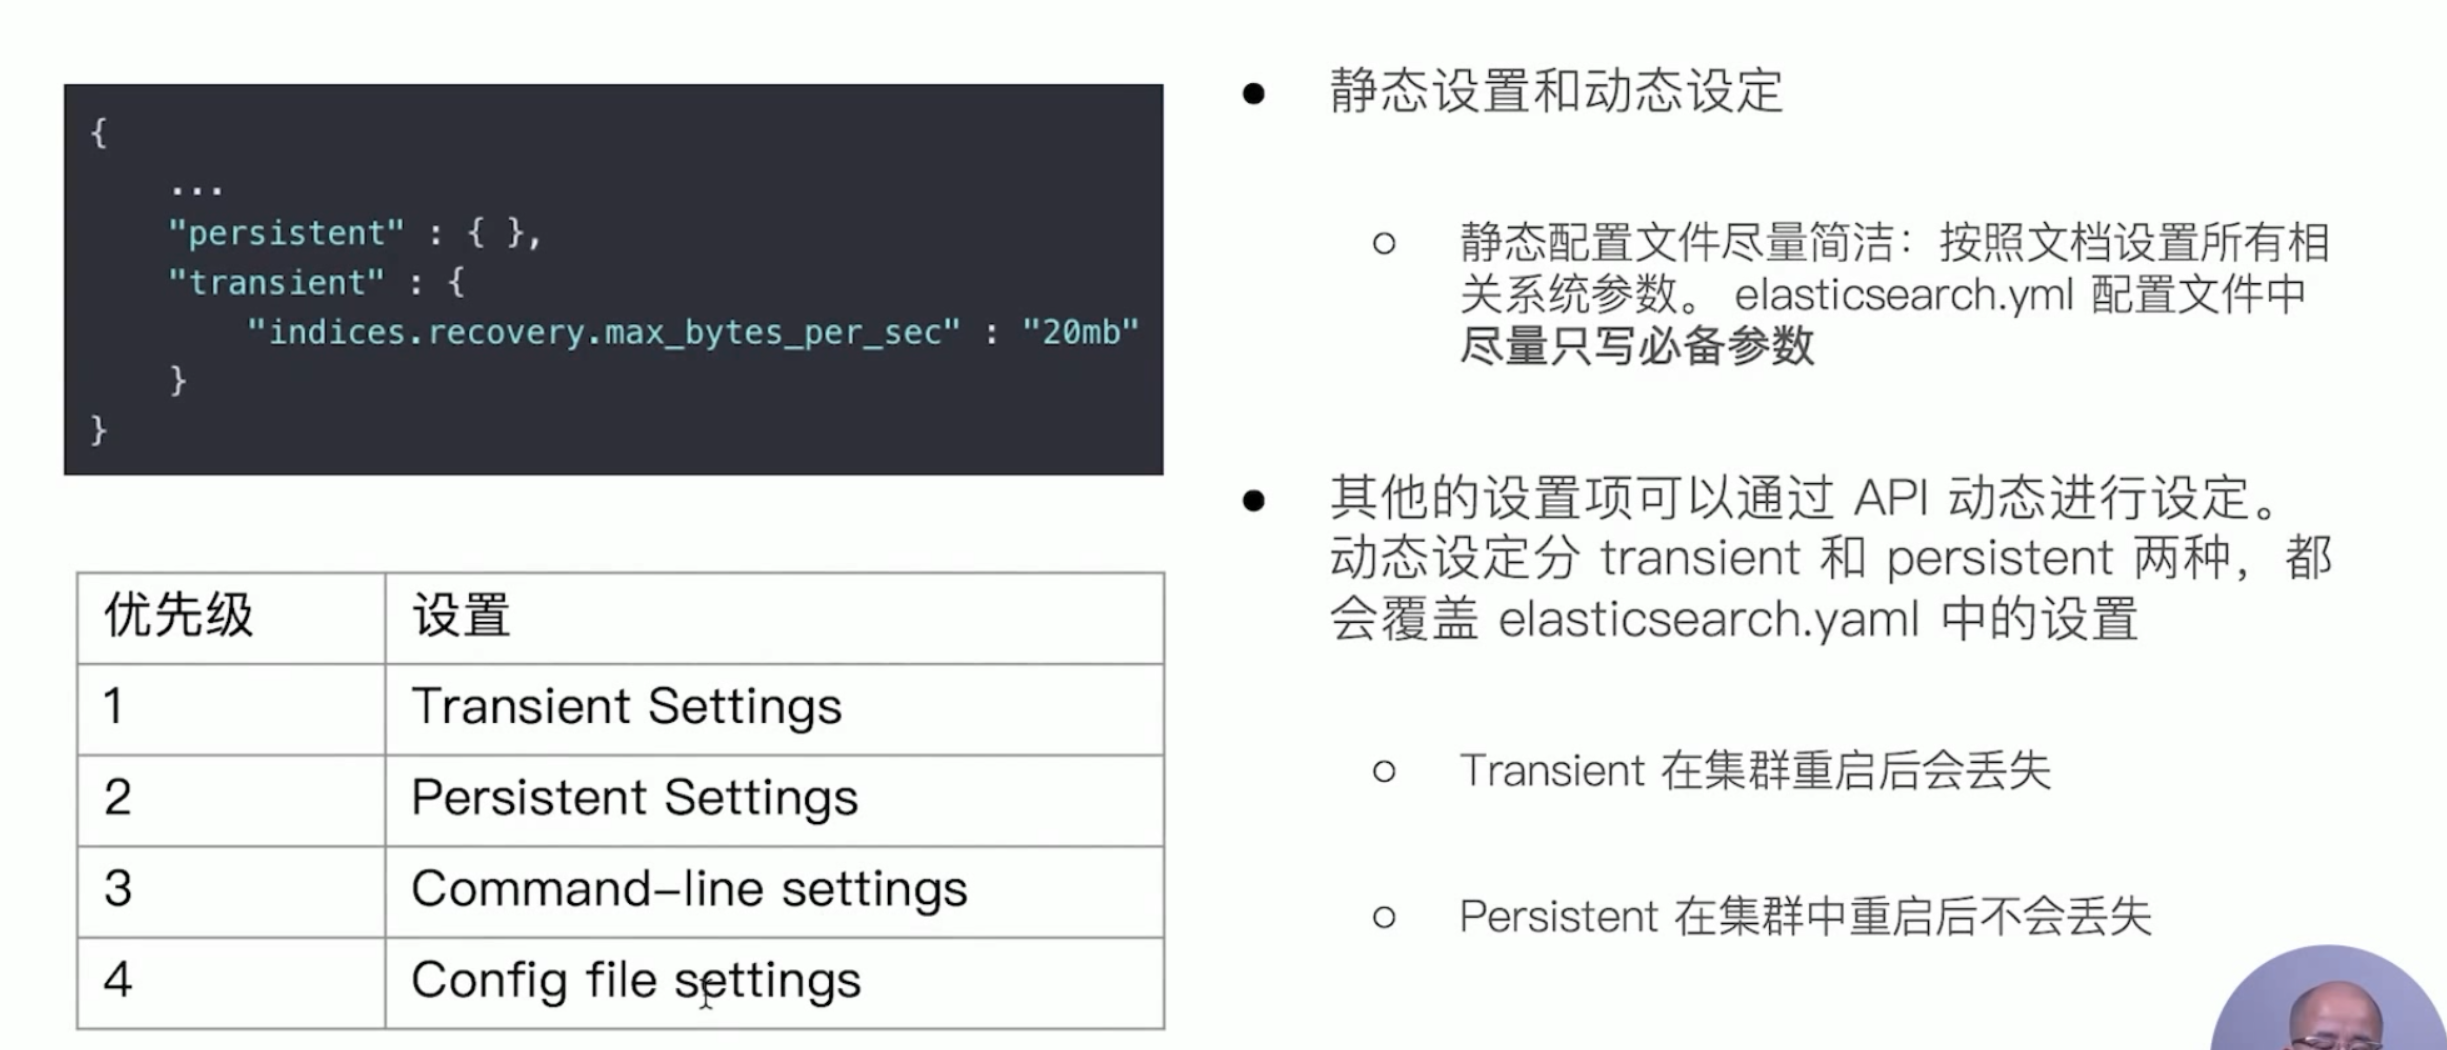 {
...
"persistent" : { },
"transient" : {
"indices.recovery.max_bytes_per_sec" : "20mb"
}
}
优先级 设置
1 Transient Settings
2 Persistent Settings
3 Command-line settings
4 Config file settings
● 静态设置和动态设定
○ 静态配置文件尽量简洁：按照文档设置所有相
关系统参数。 elasticsearch.yml 配置文件中
尽量只写必备参数
● 其他的设置项可以通过 API 动态进行设定。
动态设定分 transient 和 persistent 两种，都
会覆盖 elasticsearch.yaml 中的设置
○ Transient 在集群重启后会丢失
○ Persistent 在集群中重启后不会丢失